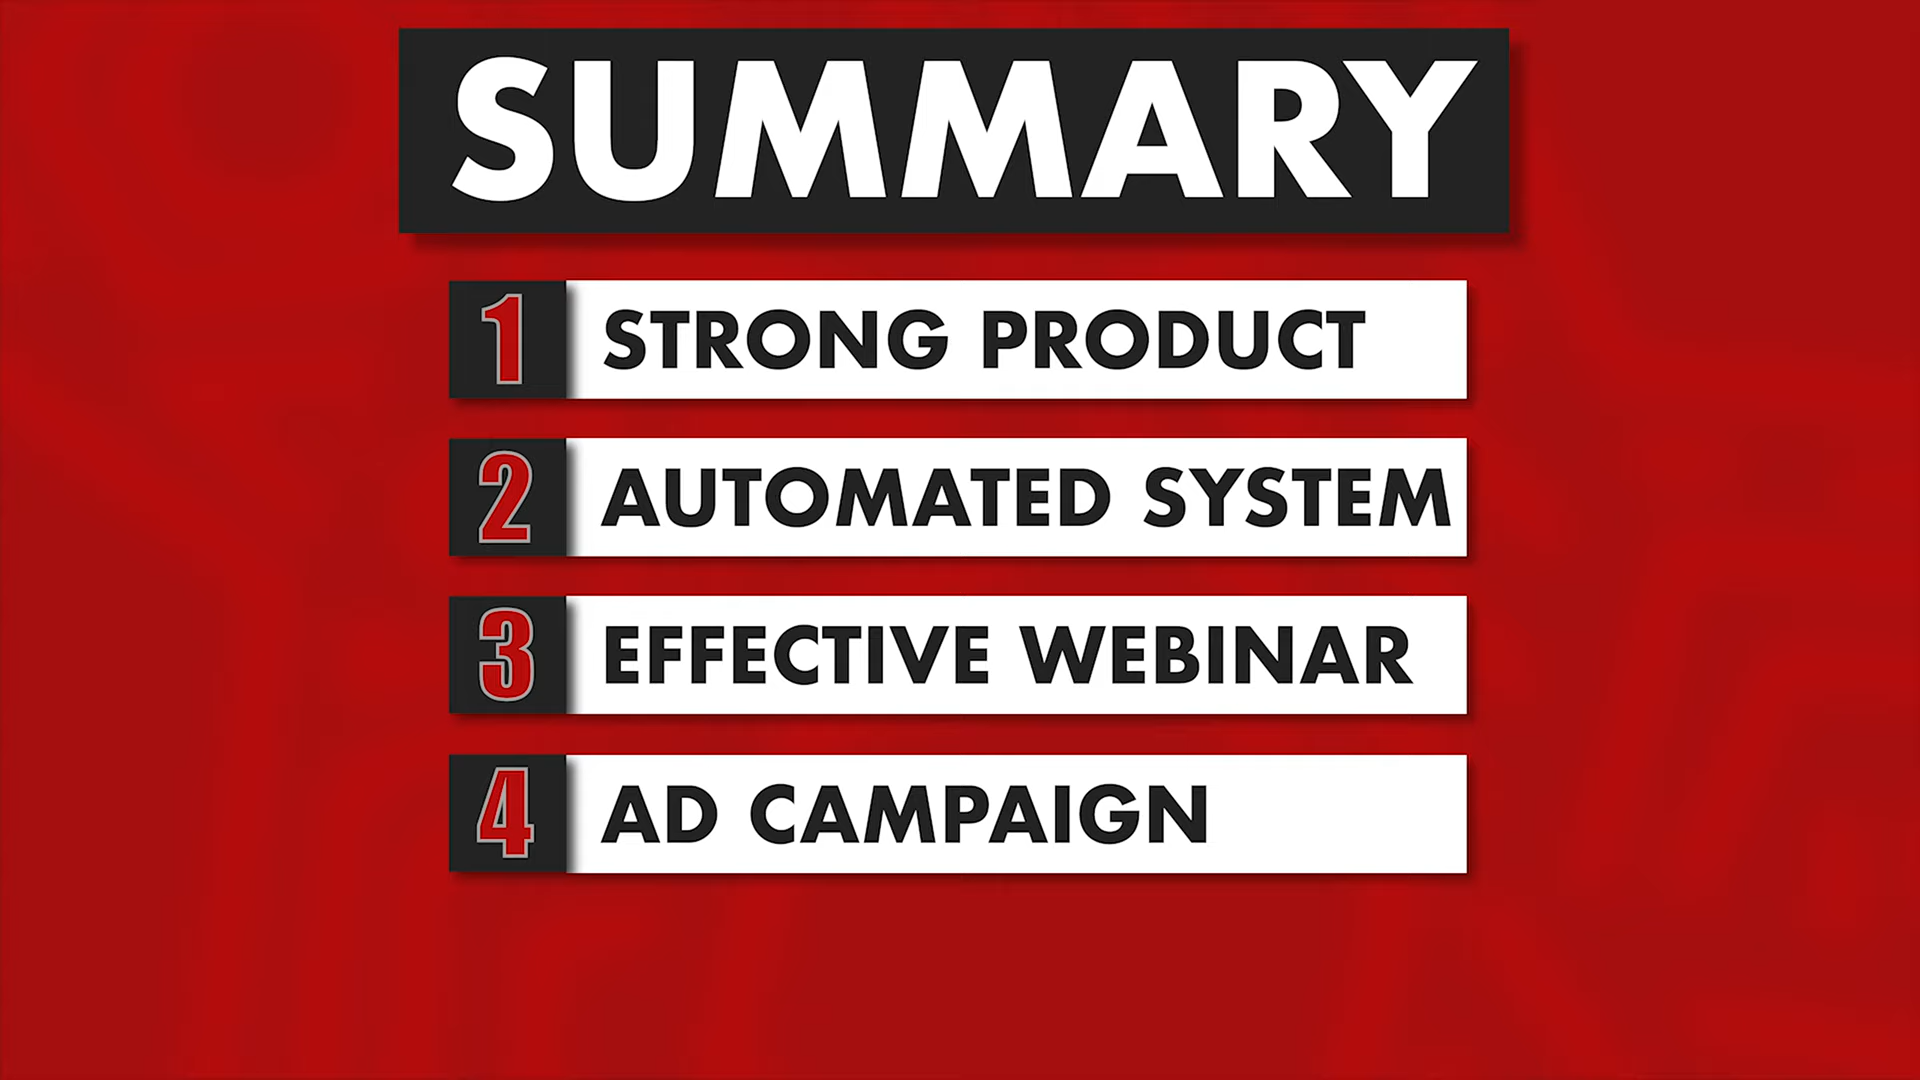 SUMMARY
1 STRONG PRODUCT
2 AUTOMATED SYSTEM
3 EFFECTIVE WEBINAR
4 AD CAMPAIGN